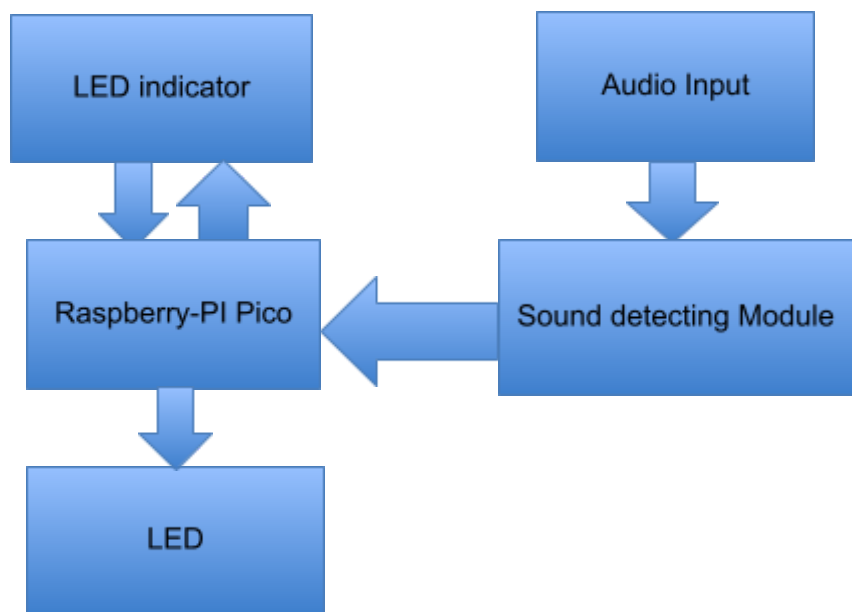 LED indicator
Audio Input
Raspberry-PI Pico
Sound detecting Module
LED